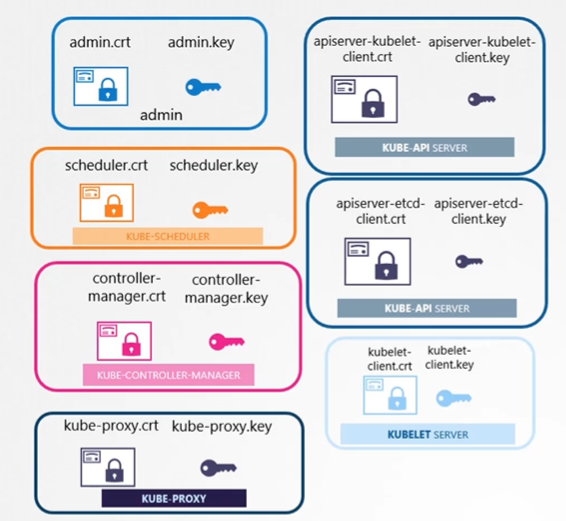 admin.crt admin.key
admin
scheduler.crt scheduler.key
KUBE-SCHEDULER
controller-
manager.crt
controller-
manager.key
KUBE-CONTROLLER-MANAGER
kube-proxy.crt kube-proxy.key
KUBE-PROXY
apiserver-kubelet-
client.crt
apiserver-kubelet-
client.key
KUBE-API SERVER
apiserver-etcd-
client.crt
apiserver-etcd-
client.key
KUBE-API SERVER
kubelet-
client.crt
kubelet-
client.key
KUBELET SERVER